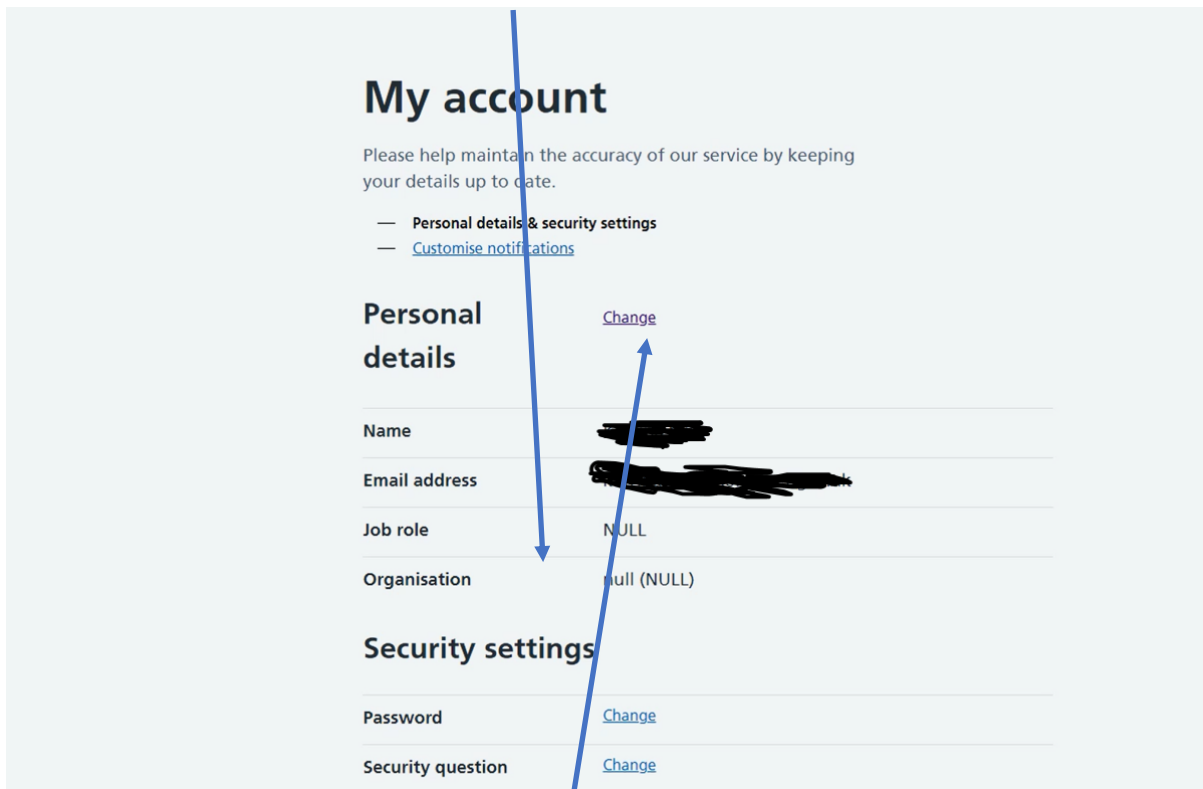 My account
Please help maintain the accuracy of our service by keeping
your details up to date.
— Personal details & security settings
— Customise notifications
Personal
details
Change
Name
Email address
Job role NULL
Organisation null (NULL)
Security settings
Password Change
Security question Change